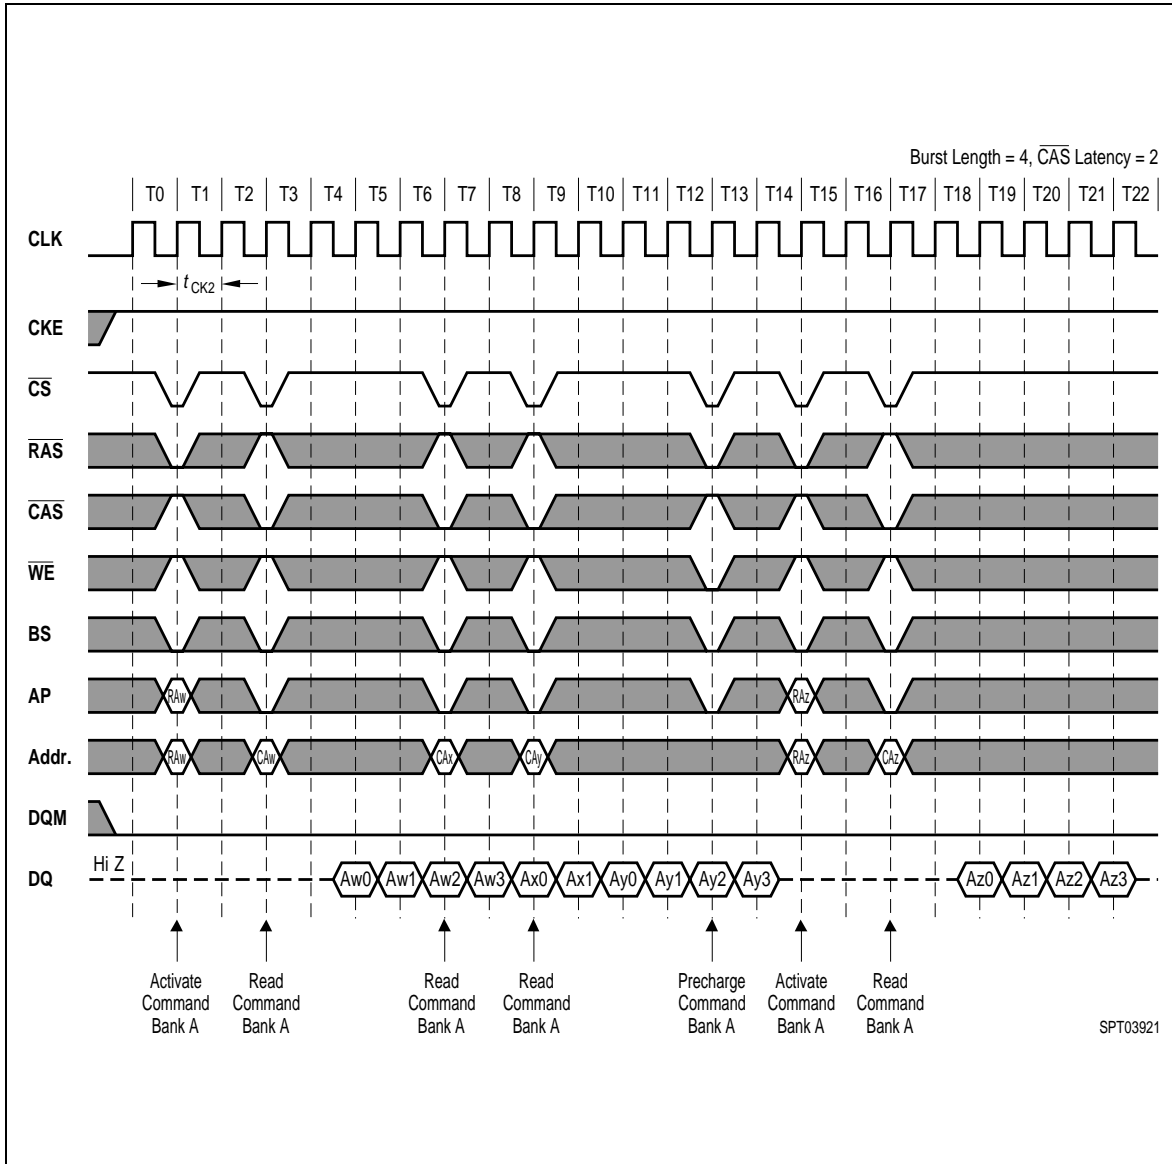 Burst Length = 4, CAS Latency = 2
T0 T1 T2 T3 T4 T5 T6 T7 T8 T9 T10 T11 T12 T13 T14 T15 T16 T17 T18 T19 T20 T21 T22
CLK
t CK2
CKE
CS
RAS
CAS
WE
BS
AP RAw RAz
Addr. RAw CAw CAx CAy RAz CAz
DQM
Hi Z
DQ Aw0 Aw1 Aw2 Aw3 Ax0 Ax1 Ay0 Ay1 Ay2 Ay3 Az0 Az1 Az2 Az3
Activate
Command
Bank A
Read
Command
Bank A
Read
Command
Bank A
Read
Command
Bank A
Precharge
Command
Bank A
Activate
Command
Bank A
Read
Command
Bank A
SPT03921